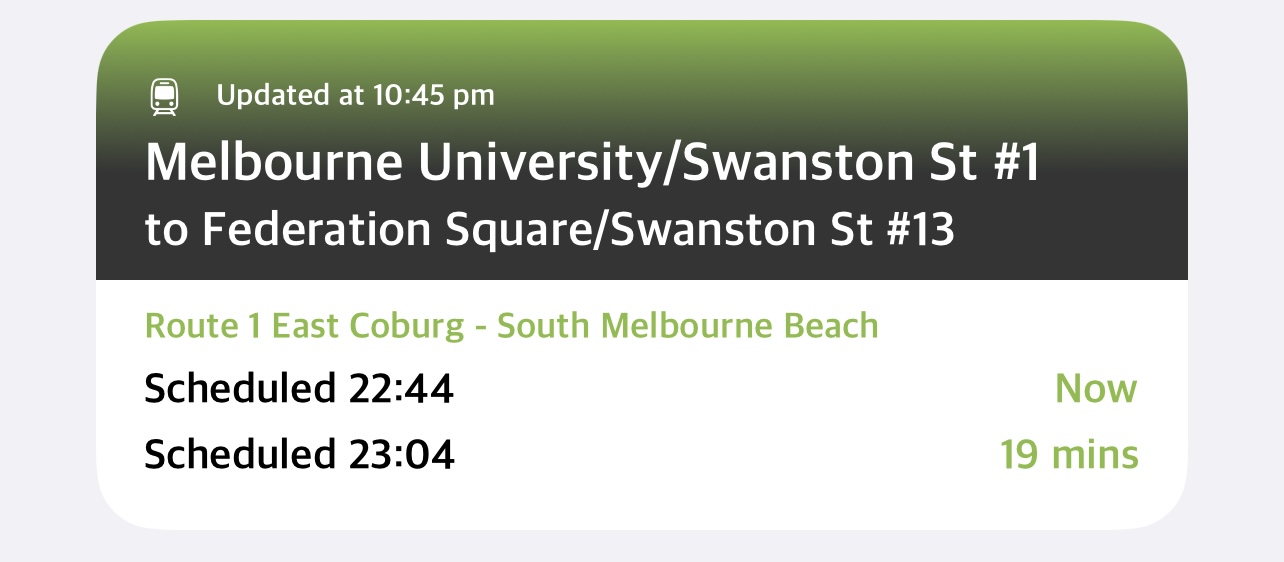 Updated at 10:45 pm
Melbourne University/Swanston St #1
to Federation Square/Swanston St #13
Route 1 East Coburg - South Melbourne Beach
Scheduled 22:44 Now
Scheduled 23:04 19 mins